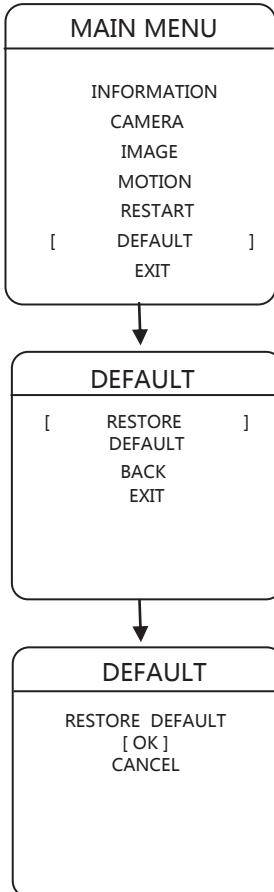 MAIN MENU
INFORMATION
CAMERA
IMAGE
MOTION
RESTART
[ DEFAULT ]
EXIT
DEFAULT
[ RESTORE ]
DEFAULT
BACK
EXIT
DEFAULT
RESTORE DEFAULT
[ OK ]
CANCEL